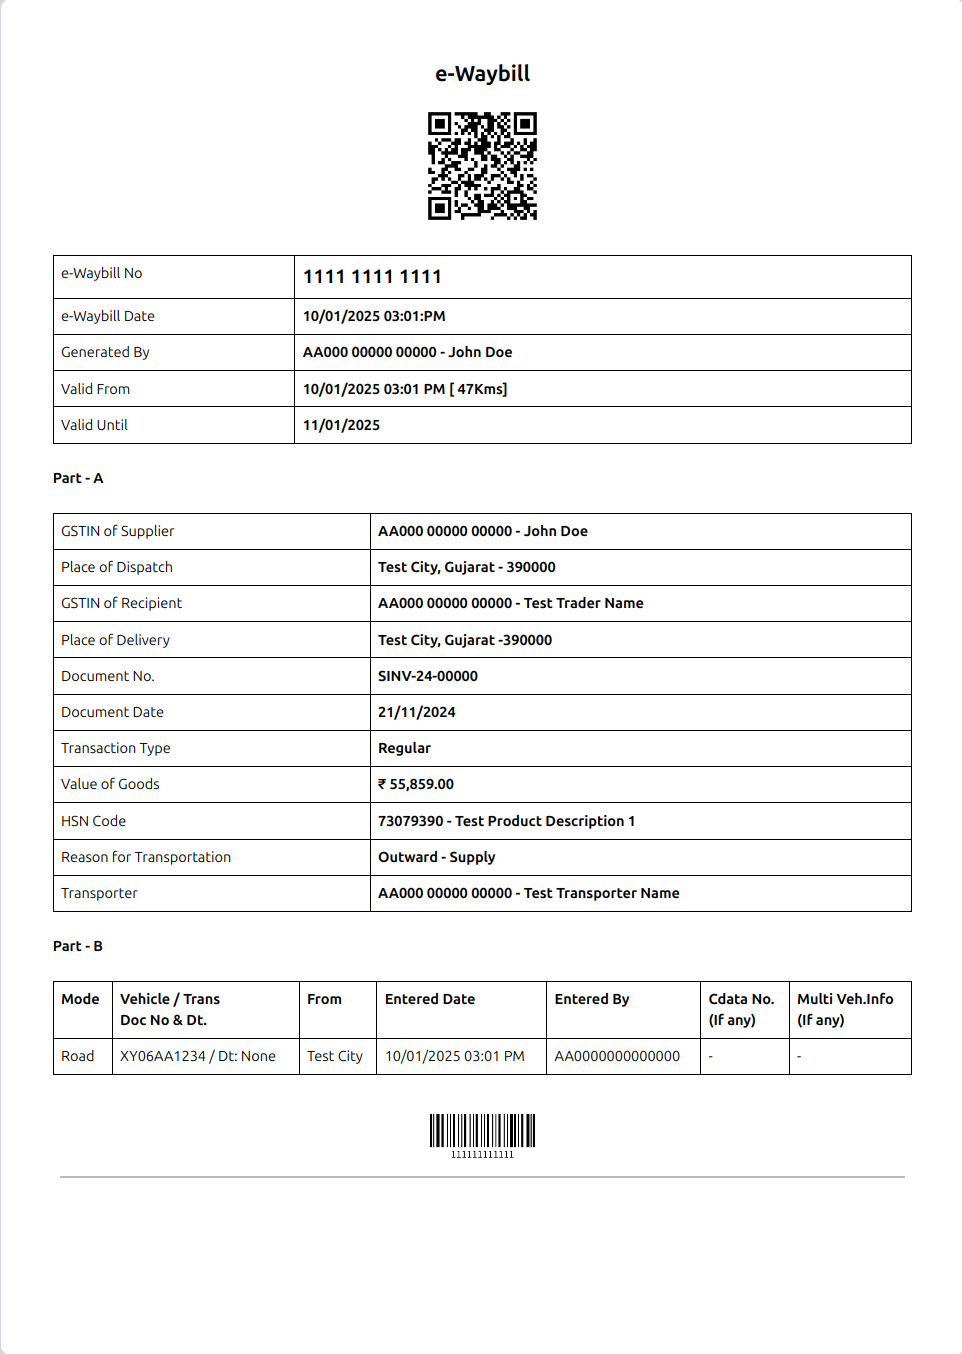 e-Waybill
e-Waybill No 1111 1111 1111
e-Waybill Date 10/01/2025 03:01:PM
Generated By AA000 00000 00000 - John Doe
Valid From 10/01/2025 03:01 PM [ 47Kms]
Valid Until 11/01/2025
Part - A
GSTIN of Supplier AA000 00000 00000 - John Doe
Place of Dispatch Test City, Gujarat - 390000
GSTIN of Recipient AA000 00000 00000 - Test Trader Name
Place of Delivery Test City, Gujarat -390000
Document No. SINV-24-00000
Document Date 21/11/2024
Transaction Type Regular
Value of Goods ₹ 55,859.00
HSN Code 73079390 - Test Product Description 1
Reason for Transportation Outward - Supply
Transporter AA000 00000 00000 - Test Transporter Name
Part - B
Mode Vehicle / Trans From Entered Date Entered By Cdata No. Multi Veh.Info
Doc No & Dt. (If any) (If any)
Road XY06AA1234 / Dt: None Test City 10/01/2025 03:01 PM AA0000000000000 - -
111111111111